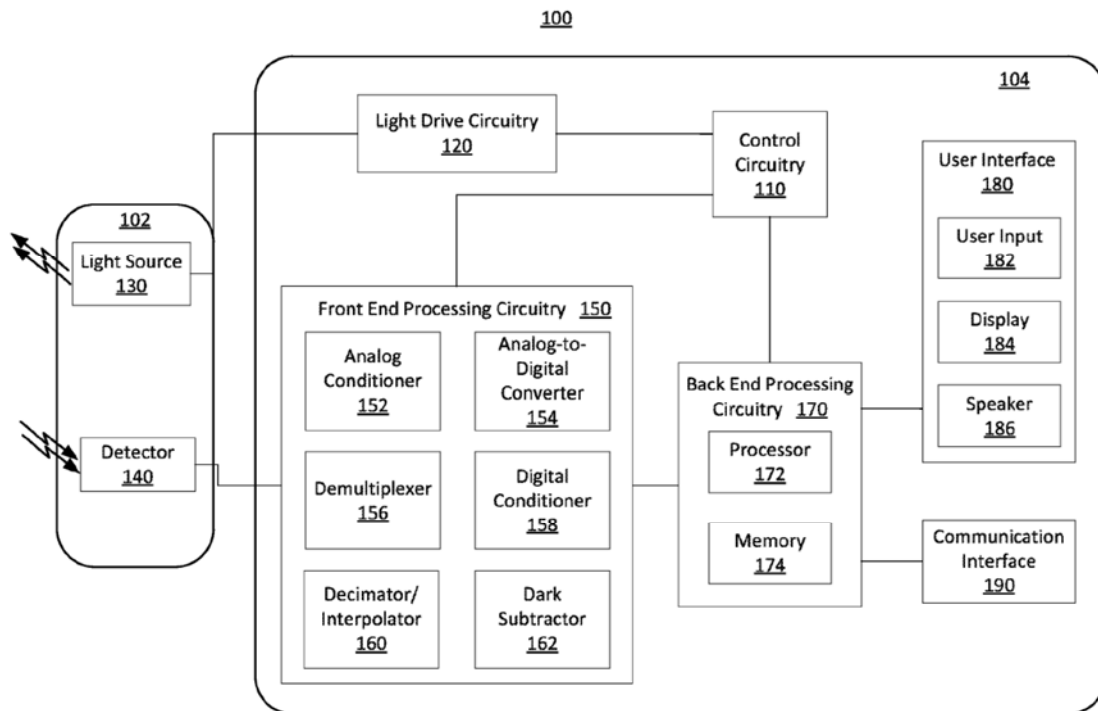 100
104
Light Drive Circuitry
120
Control
Circuitry
110
User Interface
180
User Input
182
Display
184
Speaker
186
102
Light Source
130
Detector
140
Front End Processing Circuitry 150
Analog
Conditioner
152
Analog-to-
Digital
Converter
154
Demultiplexer
156
Digital
Conditioner
158
Decimator/
Interpolator
160
Dark
Subtractor
162
Back End Processing
Circuitry 170
Processor
172
Memory
174
Communication
Interface
190